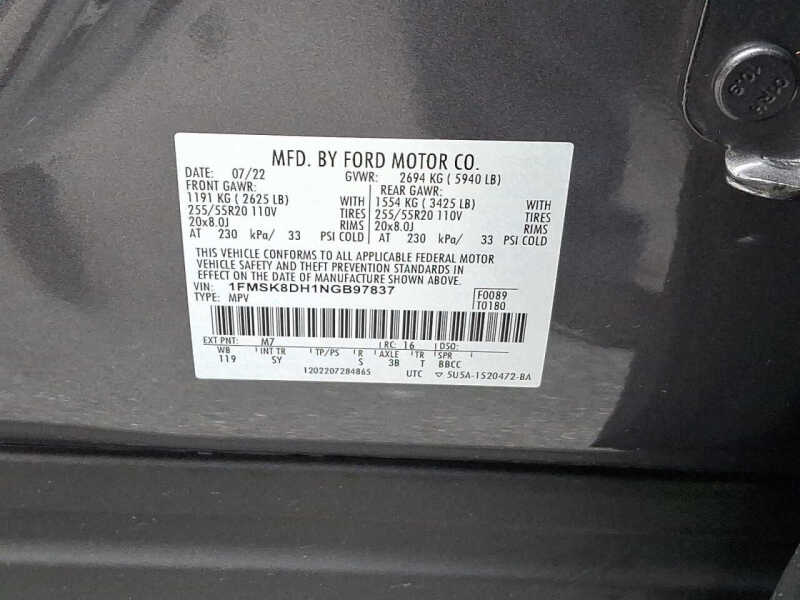 MFD. BY FORD MOTOR CO.
DATE: 07/22 GVWR: 2694 KG ( 5940 LB)
FRONT GAWR: REAR GAWR:
1191 KG ( 2625 LB) WITH 1554 KG ( 3425 LB) WITH
255/55R20 110V TIRES 255/55R20 110V TIRES
20x8.0J RIMS 20x8.0J RIMS
AT 230 kPa/ 33 PSI COLD AT 230 kPa/ 33 PSI COLD
THIS VEHICLE CONFORMS TO ALL APPLICABLE FEDERAL MOTOR
VEHICLE SAFETY AND THEFT PREVENTION STANDARDS IN
EFFECT ON THE DATE OF MANUFACTURE SHOWN ABOVE.
VIN: 1FMSK8DH1NGB97837 F0089
TYPE: MPV T0180
EXT PNT: M7 RC: 16 DSO:
WB INT TR TP/PS R AXLE TR SPR
119 SY S 3B T BBCC
1202207284865 UTC ▽ 5U5A-1520472-BA